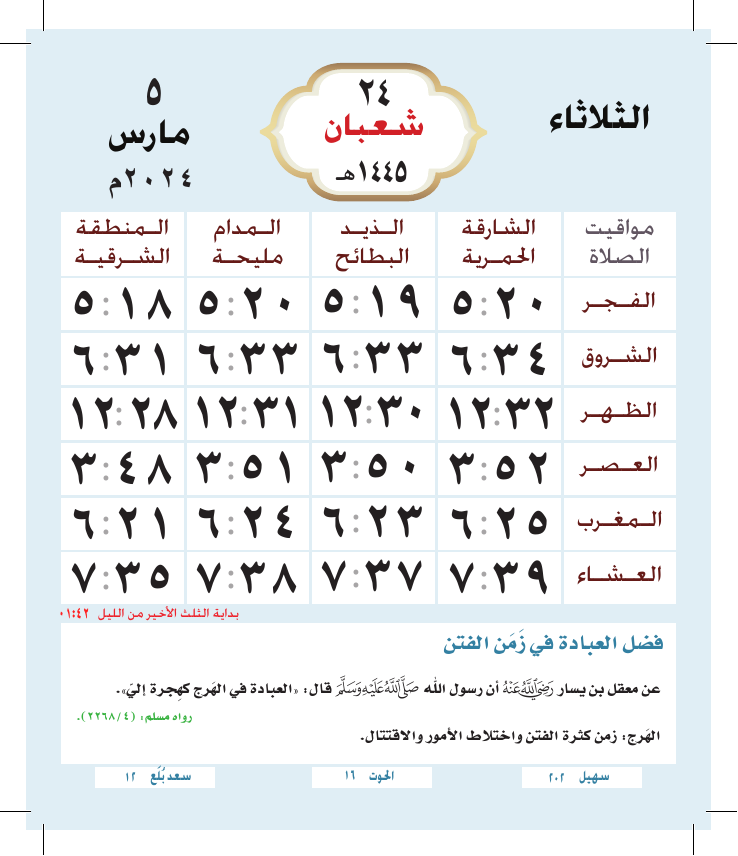 الثلاثاء
٢٤
شعبان
١٤٤٥هـ
٥
مارس
٢٠٢٤م
مواقيت الصلاة | الشارقة الحمرية | الذيد البطائح | المدام مليحة | المنطقة الشرقية
الفجر ٥:٢٠ ٥:١٩ ٥:٢٠ ٥:١٨
الشروق ٦:٣٤ ٦:٣٣ ٦:٣٣ ٦:٣١
الظهر ١٢:٣٢ ١٢:٣٠ ١٢:٣١ ١٢:٢٨
العصر ٣:٥٢ ٣:٥٠ ٣:٥١ ٣:٤٨
المغرب ٦:٢٥ ٦:٢٣ ٦:٢٤ ٦:٢١
العشاء ٧:٣٩ ٧:٣٧ ٧:٣٨ ٧:٣٥
بداية الثلث الأخير من الليل ٠١:٤٢
فضل العبادة في زَمَن الفتن
عن معقل بن يسار رَضِيَ اللَّهُ عَنْهُ أن رسول الله صَلَّى اللَّهُ عَلَيْهِ وَسَلَّمَ قال: «العبادة في الهَرج كهِجرة إليّ».
رواه مسلم: (٢٢٦٨/٤).
الهَرج: زمن كثرة الفتن واختلاط الأمور والاقتتال.
سهيل ٢٠٢
الحوت ١٦
سعد بُلَع ١٢